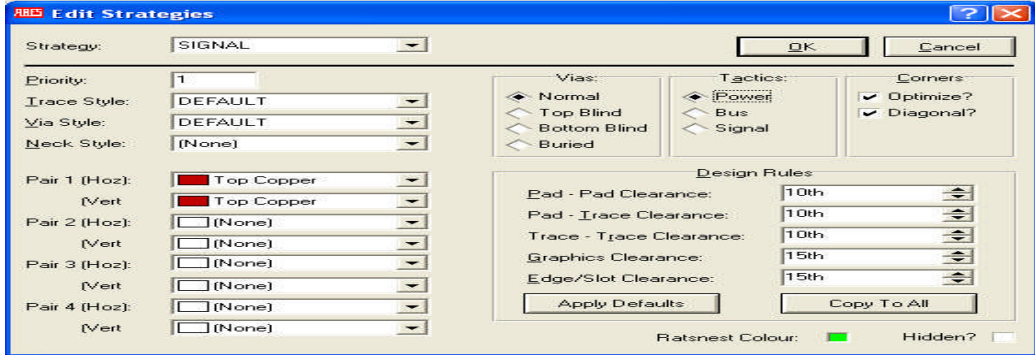 ARES Edit Strategies
Strategy: SIGNAL
OK
Cancel
Priority: 1
Trace Style: DEFAULT
Via Style: DEFAULT
Neck Style: (None)
Vias:
Normal
Top Blind
Bottom Blind
Buried
Tactics:
Power
Bus
Signal
Corners
Optimize?
Diagonal?
Pair 1 (Hoz): Top Copper
(Vert Top Copper
Pair 2 (Hoz): (None)
(Vert (None)
Pair 3 (Hoz): (None)
(Vert (None)
Pair 4 (Hoz): (None)
(Vert (None)
Design Rules
Pad - Pad Clearance: 10th
Pad - Trace Clearance: 10th
Trace - Trace Clearance: 10th
Graphics Clearance: 15th
Edge/Slot Clearance: 15th
Apply Defaults
Copy To All
Ratsnest Colour:
Hidden?